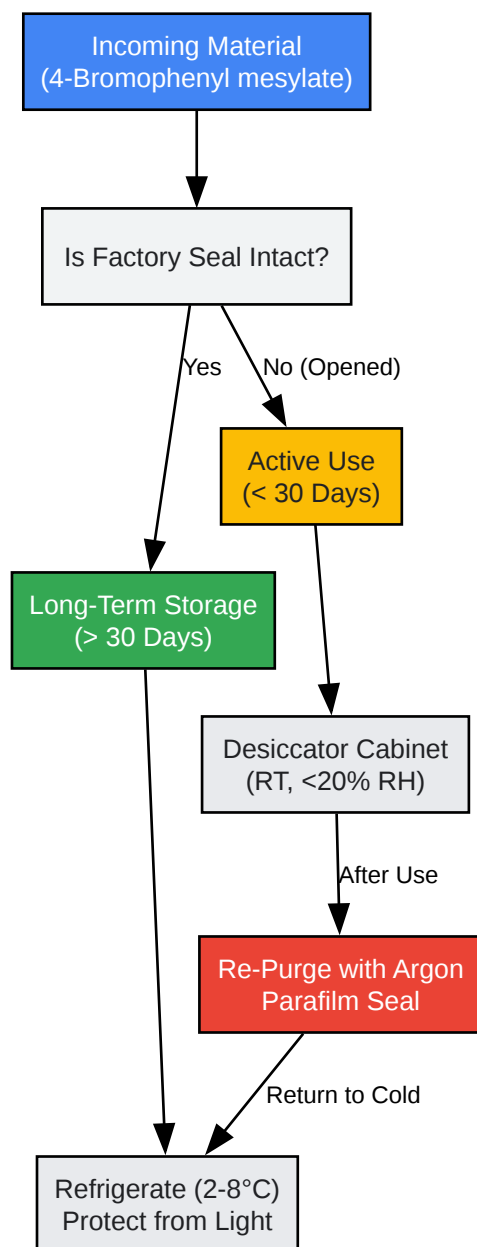 Incoming Material
(4-Bromophenyl mesylate)
Is Factory Seal Intact?
Yes
No (Opened)
Active Use
(< 30 Days)
Long-Term Storage
(> 30 Days)
Desiccator Cabinet
(RT, <20% RH)
After Use
Re-Purge with Argon
Parafilm Seal
Return to Cold
Refrigerate (2-8°C)
Protect from Light